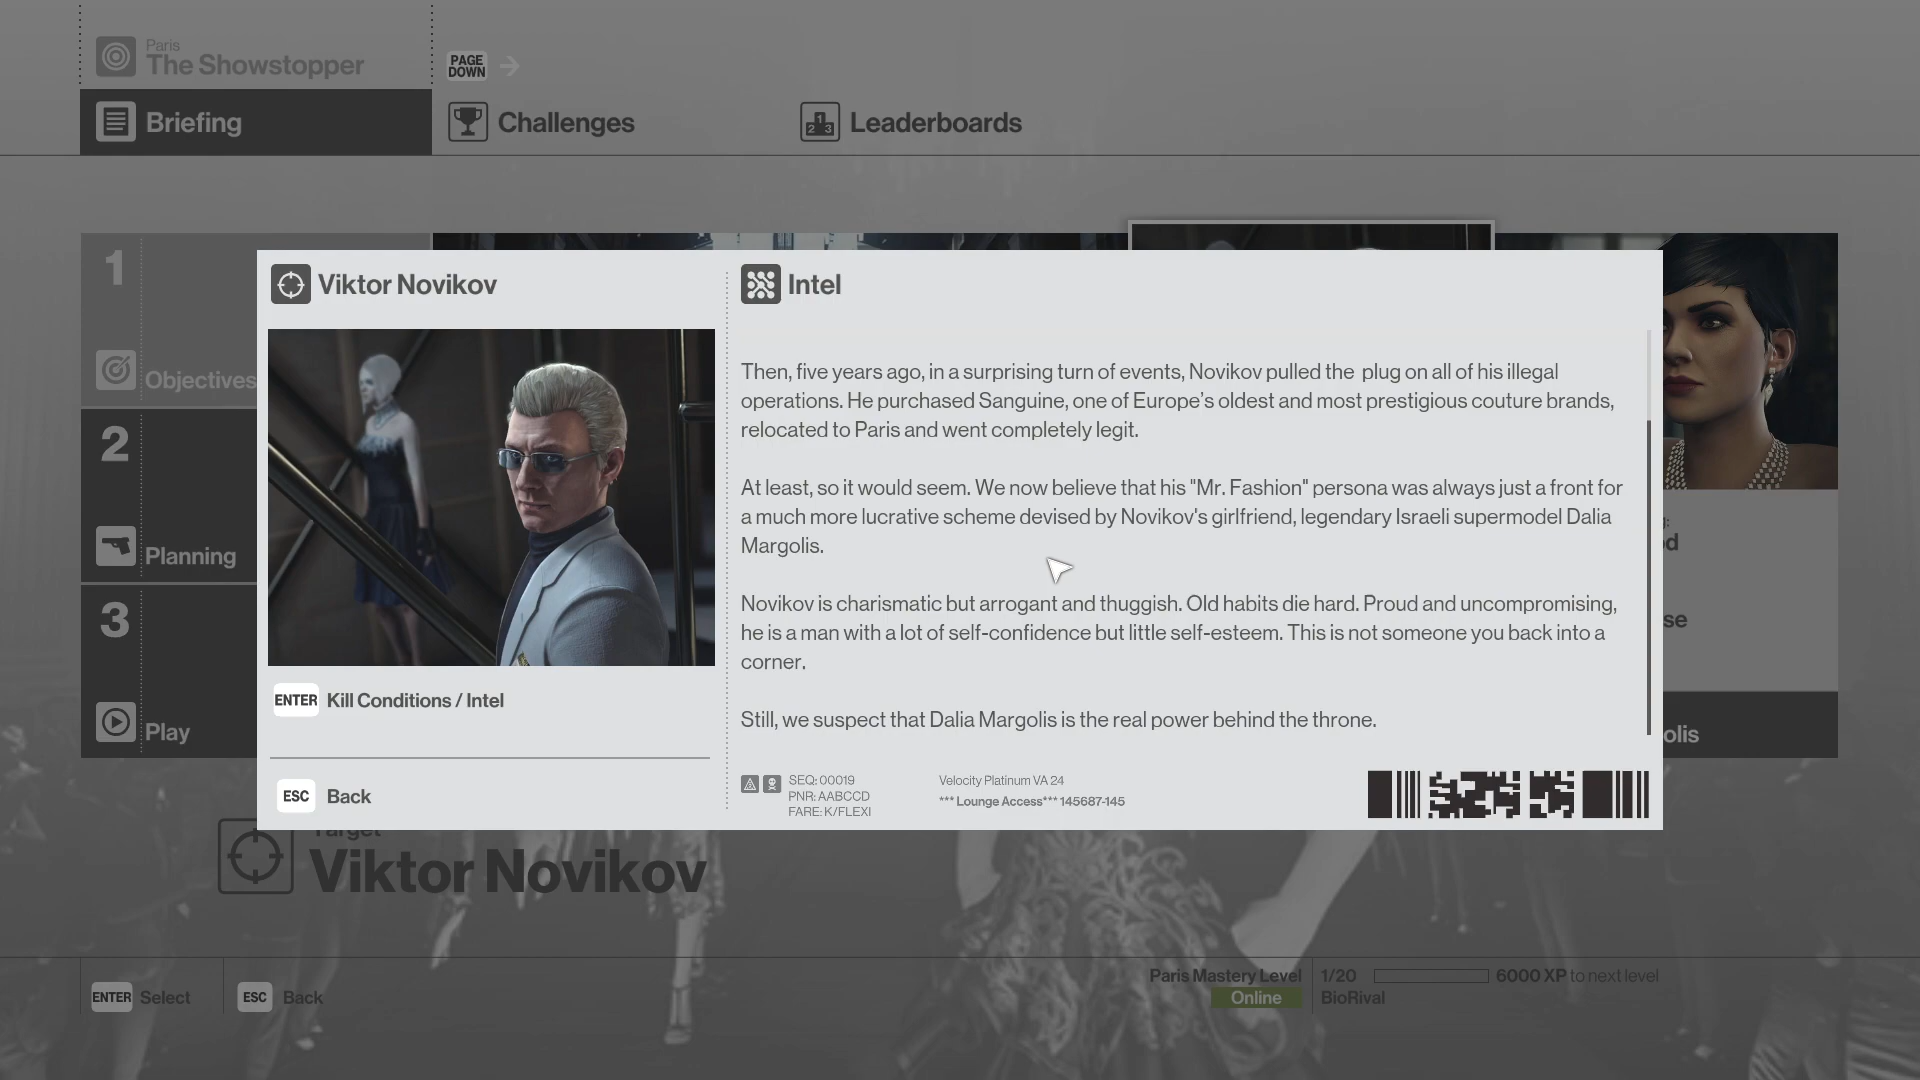 Paris
The Showstopper
PAGE DOWN
Briefing
Challenges
Leaderboards
1
Objectives
2
Planning
3
Play
Viktor Novikov
ENTER Kill Conditions / Intel
ESC Back
Intel
Then, five years ago, in a surprising turn of events, Novikov pulled the  plug on all of his illegal
operations. He purchased Sanguine, one of Europe's oldest and most prestigious couture brands,
relocated to Paris and went completely legit.
At least, so it would seem. We now believe that his "Mr. Fashion" persona was always just a front for
a much more lucrative scheme devised by Novikov's girlfriend, legendary Israeli supermodel Dalia
Margolis.
Novikov is charismatic but arrogant and thuggish. Old habits die hard. Proud and uncompromising,
he is a man with a lot of self-confidence but little self-esteem. This is not someone you back into a
corner.
Still, we suspect that Dalia Margolis is the real power behind the throne.
SEQ: 00019
PNR: AABCCD
FARE: K/FLEXI
Velocity Platinum VA 24
*** Lounge Access*** 145687-145
Target
Viktor Novikov
ENTER Select
ESC Back
Paris Mastery Level 1/20 6000 XP to next level
Online BioRival